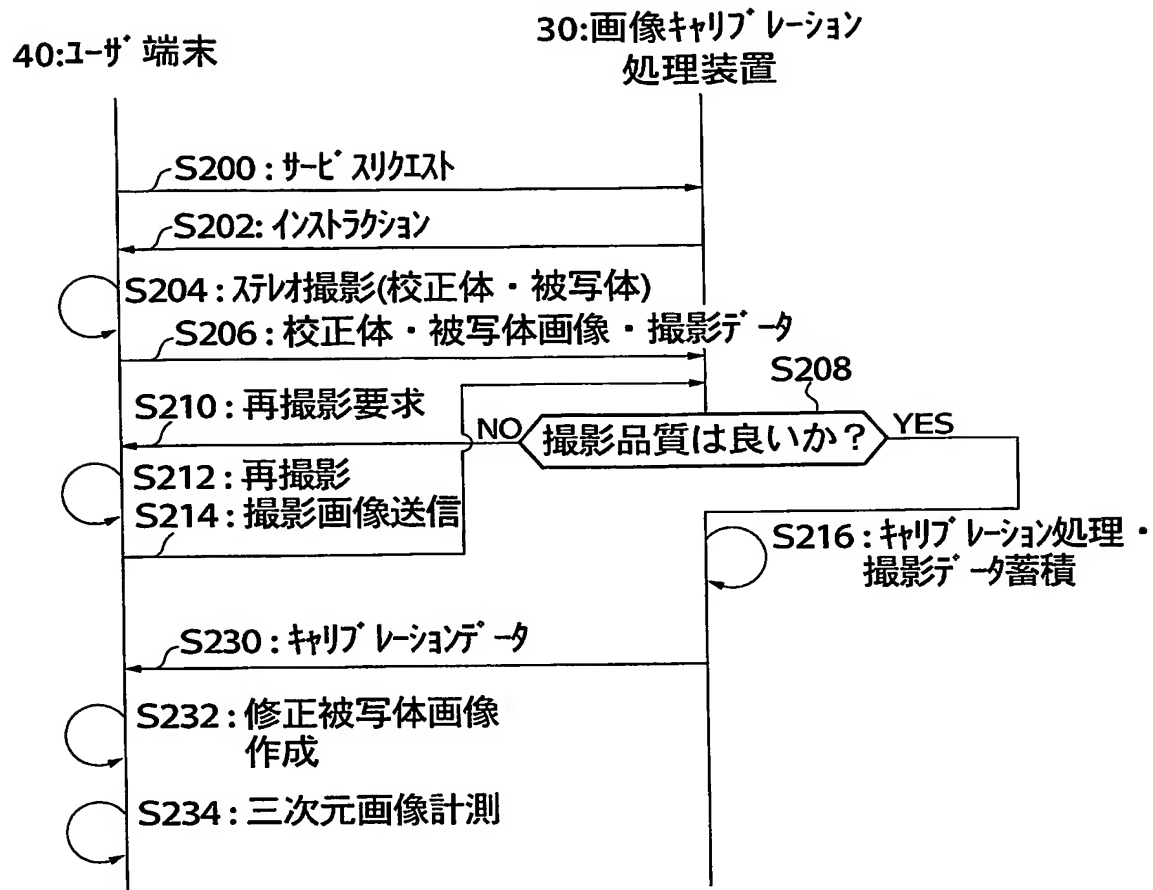 40:ユーザ端末
30:画像キャリブレーション
処理装置
S200:サービスリクエスト
S202:インストラクション
S204:ステレオ撮影(校正体・被写体)
S206:校正体・被写体画像・撮影データ
S208
S210:再撮影要求
NO
撮影品質は良いか?
YES
S212:再撮影
S214:撮影画像送信
S216:キャリブレーション処理・
撮影データ蓄積
S230:キャリブレーションデータ
S232:修正被写体画像
作成
S234:三次元画像計測